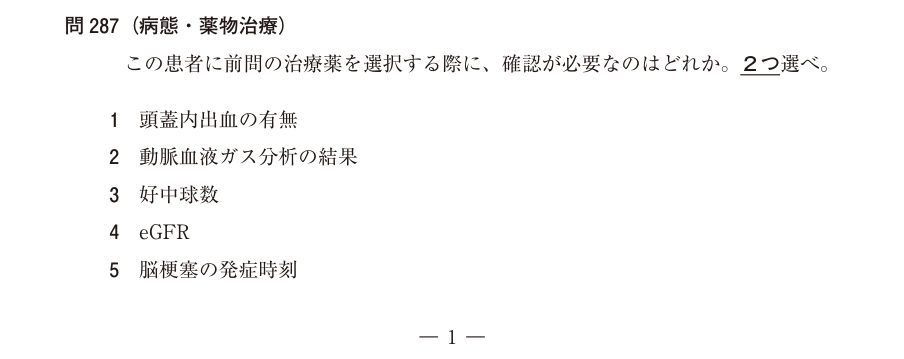 問 287（病態・薬物治療）
この患者に前問の治療薬を選択する際に、確認が必要なのはどれか。２つ選べ。
1 頭蓋内出血の有無
2 動脈血液ガス分析の結果
3 好中球数
4 eGFR
5 脳梗塞の発症時刻
― 1 ―